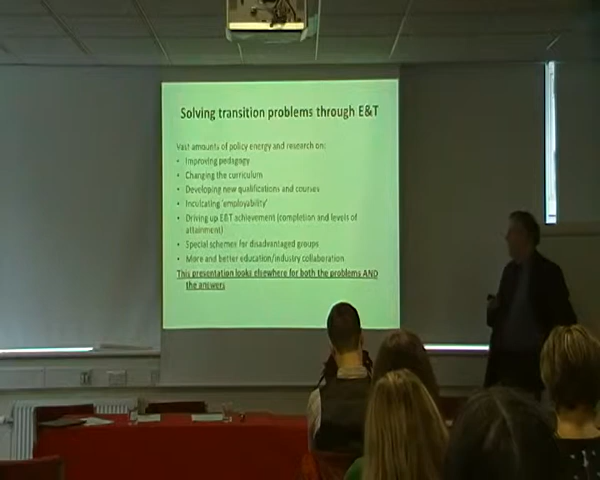 Solving transition problems through E&T
Vast amounts of policy energy and research on:
• Improving pedagogy
• Changing the curriculum
• Developing new qualifications and courses
• Inculcating 'employability'
• Driving up E&T achievement (completion and levels of
attainment)
• Special schemes for disadvantaged groups
• More and better education/industry collaboration
This presentation looks elsewhere for both the problems AND
the answers